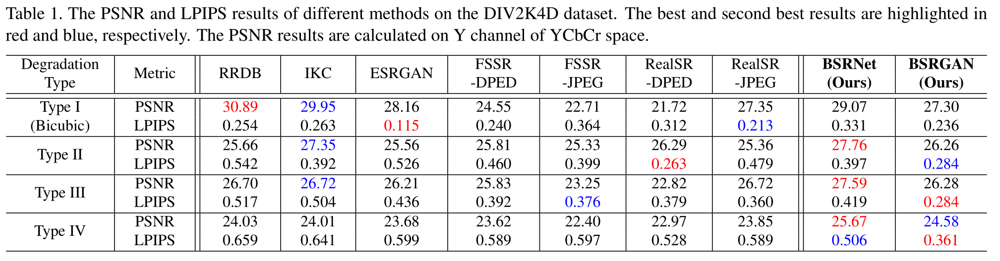 Table 1. The PSNR and LPIPS results of different methods on the DIV2K4D dataset. The best and second best results are highlighted in
red and blue, respectively. The PSNR results are calculated on Y channel of YCbCr space.
Degradation Type Metric RRDB IKC ESRGAN FSSR -DPED FSSR -JPEG RealSR -DPED RealSR -JPEG BSRNet (Ours) BSRGAN (Ours)
Type I PSNR 30.89 29.95 28.16 24.55 22.71 21.72 27.35 29.07 27.30
(Bicubic) LPIPS 0.254 0.263 0.115 0.240 0.364 0.312 0.213 0.331 0.236
Type II PSNR 25.66 27.35 25.56 25.81 25.33 26.29 25.36 27.76 26.26
LPIPS 0.542 0.392 0.526 0.460 0.399 0.263 0.479 0.397 0.284
Type III PSNR 26.70 26.72 26.21 25.83 23.25 22.82 26.72 27.59 26.28
LPIPS 0.517 0.504 0.436 0.392 0.376 0.379 0.360 0.419 0.284
Type IV PSNR 24.03 24.01 23.68 23.62 22.40 22.97 23.85 25.67 24.58
LPIPS 0.659 0.641 0.599 0.589 0.597 0.528 0.589 0.506 0.361